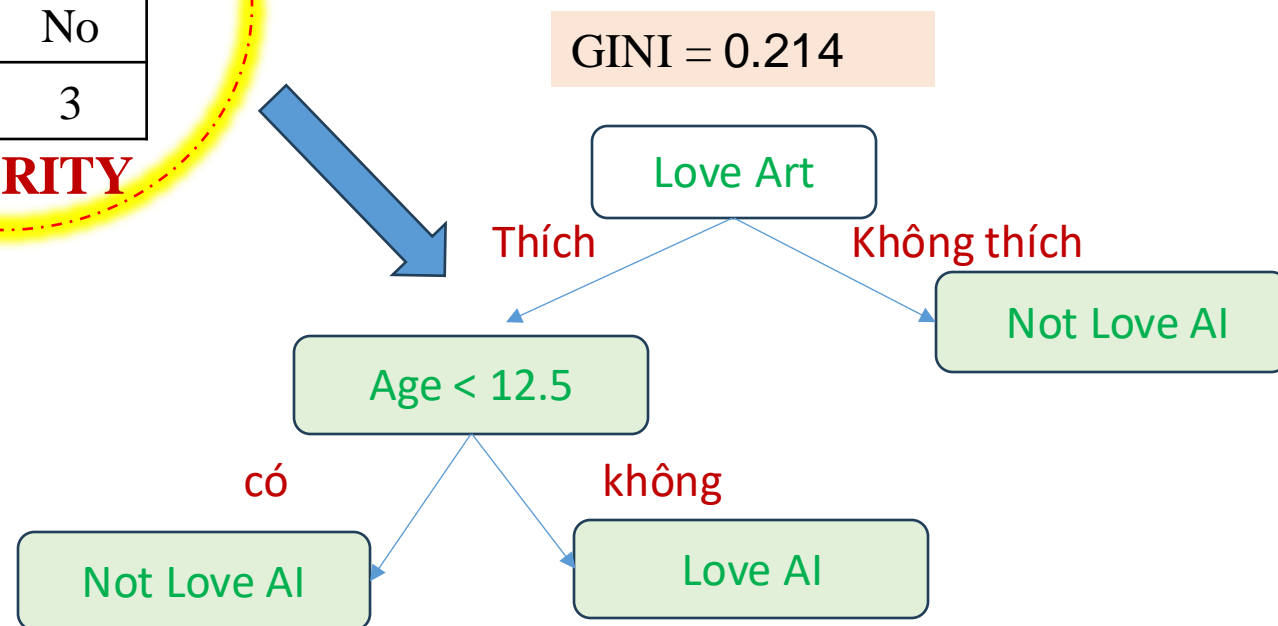 No
3
RITY
GINI = 0.214
Love Art
Thích
Không thích
Not Love AI
Age < 12.5
có
không
Not Love AI
Love AI